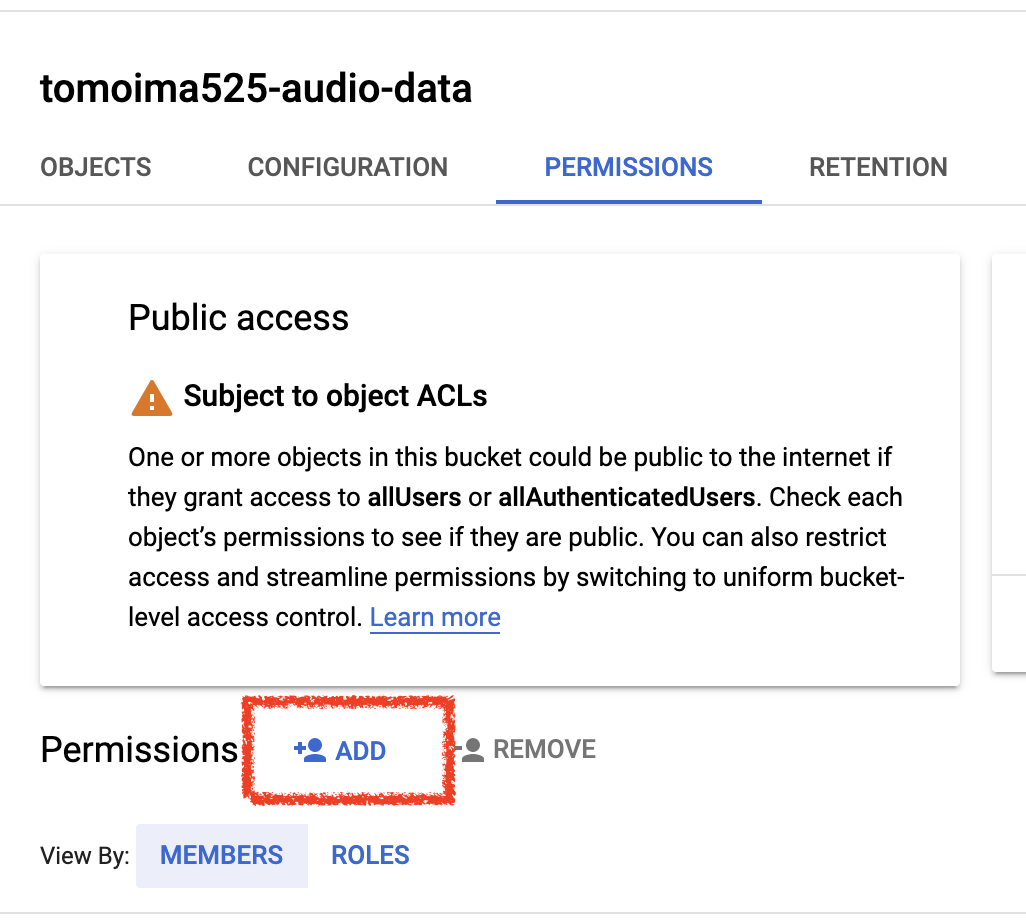 tomoima525-audio-data
OBJECTS CONFIGURATION PERMISSIONS RETENTION
Public access
Subject to object ACLs
One or more objects in this bucket could be public to the internet if
they grant access to allUsers or allAuthenticatedUsers. Check each
object’s permissions to see if they are public. You can also restrict
access and streamline permissions by switching to uniform bucket-
level access control. Learn more
Permissions ADD REMOVE
View By: MEMBERS ROLES